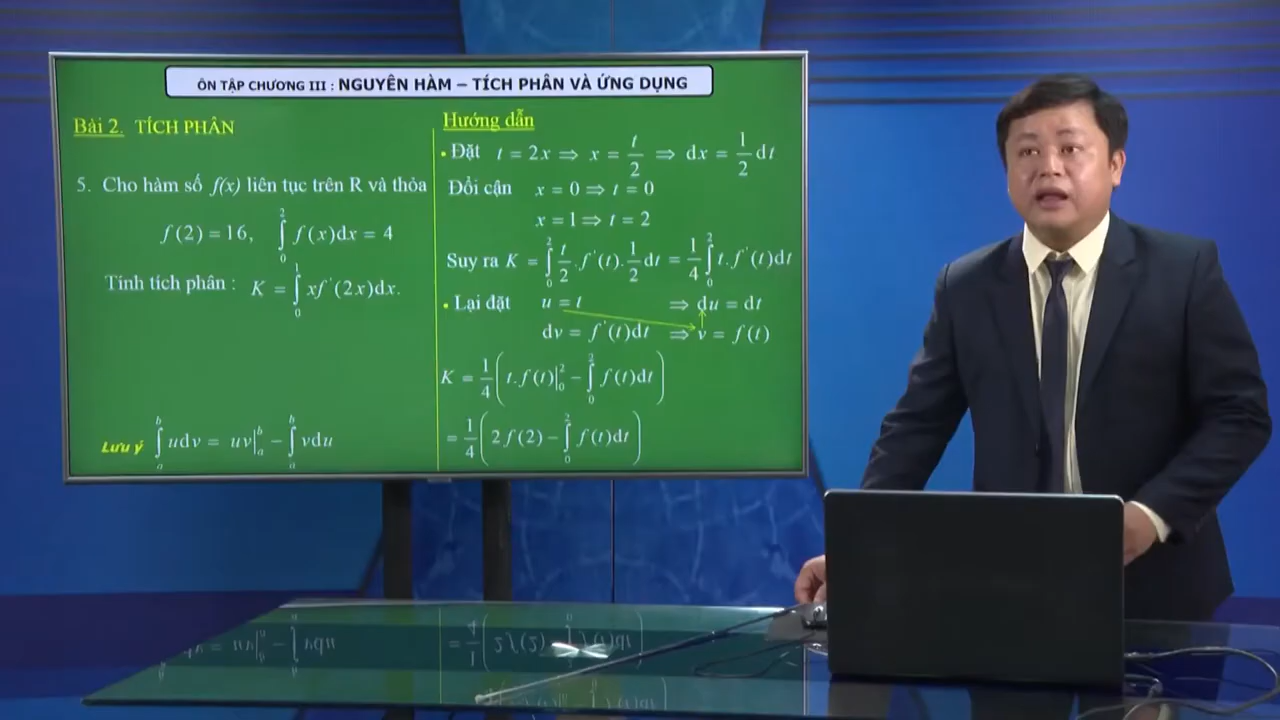 ÔN TẬP CHƯƠNG III : NGUYÊN HÀM – TÍCH PHÂN VÀ ỨNG DỤNG
Bài 2. TÍCH PHÂN
5. Cho hàm số f(x) liên tục trên R và thỏa
f(2) = 16, ∫₀² f(x)dx = 4
Tính tích phân : K = ∫₀¹ xf'(2x)dx.
Lưu ý ∫ₐᵇ udv = uv|ₐᵇ − ∫ₐᵇ vdu
Hướng dẫn
• Đặt t = 2x ⇒ x = t/2 ⇒ dx = 1/2 dt
Đổi cận x = 0 ⇒ t = 0
x = 1 ⇒ t = 2
Suy ra K = ∫₀² t/2 . f'(t). 1/2 dt = 1/4 ∫₀² t. f'(t)dt
• Lại đặt u = t ⇒ du = dt
dv = f'(t)dt ⇒ v = f(t)
K = 1/4 ( t.f(t)|₀² − ∫₀² f(t)dt )
= 1/4 ( 2f(2) − ∫₀² f(t)dt )